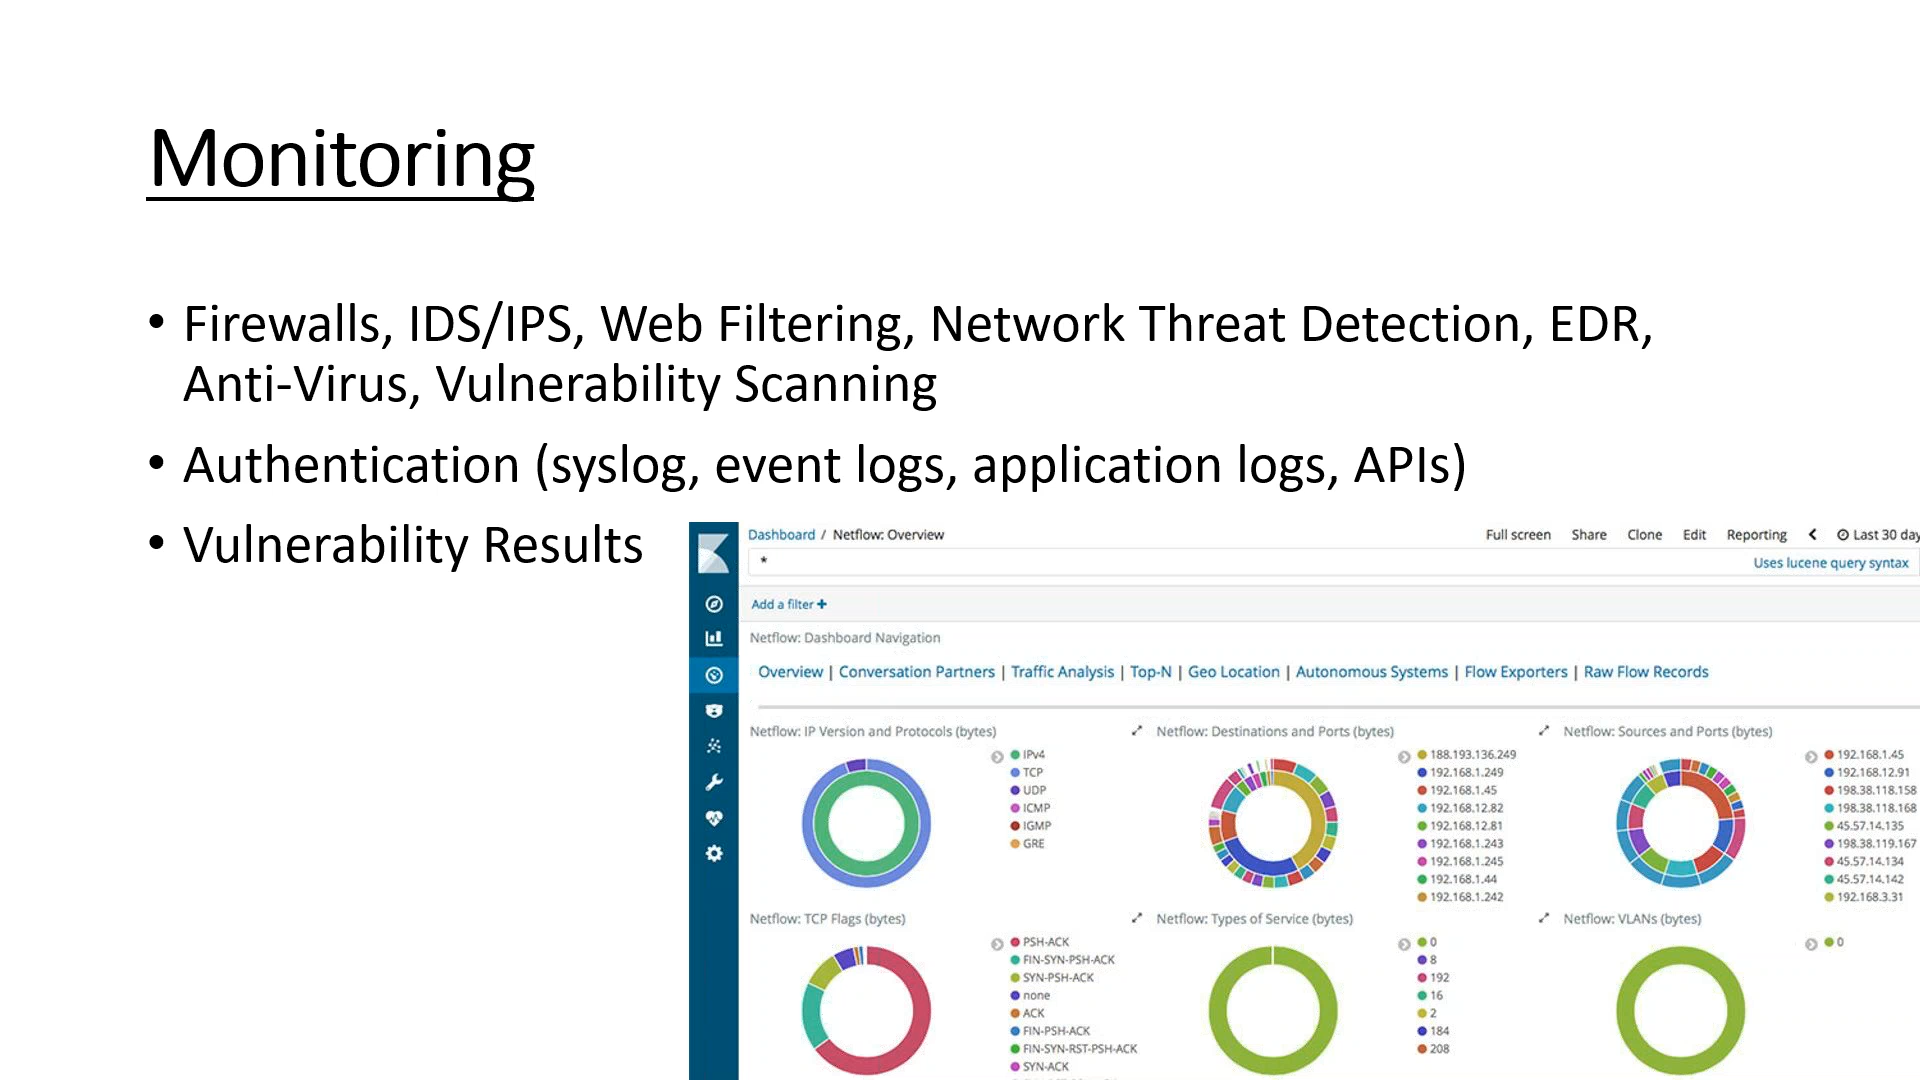 Monitoring
• Firewalls, IDS/IPS, Web Filtering, Network Threat Detection, EDR,
Anti-Virus, Vulnerability Scanning
• Authentication (syslog, event logs, application logs, APIs)
• Vulnerability Results
Dashboard / Netflow: Overview
Full screen Share Clone Edit Reporting Last 30 day
*
Uses lucene query syntax
Add a filter +
Netflow: Dashboard Navigation
Overview | Conversation Partners | Traffic Analysis | Top-N | Geo Location | Autonomous Systems | Flow Exporters | Raw Flow Records
Netflow: IP Version and Protocols (bytes)
IPv4
TCP
UDP
ICMP
IGMP
GRE
Netflow: Destinations and Ports (bytes)
188.193.136.249
192.168.1.249
192.168.1.45
192.168.12.82
192.168.12.81
192.168.1.243
192.168.1.245
192.168.1.44
192.168.1.242
Netflow: Sources and Ports (bytes)
192.168.1.45
192.168.12.91
198.38.118.158
198.38.118.168
45.57.14.135
198.38.119.167
45.57.14.134
45.57.14.142
192.168.3.31
Netflow: TCP Flags (bytes)
PSH-ACK
FIN-SYN-PSH-ACK
SYN-PSH-ACK
none
ACK
FIN-PSH-ACK
FIN-SYN-RST-PSH-ACK
SYN-ACK
Netflow: Types of Service (bytes)
0
8
192
16
2
184
208
Netflow: VLANs (bytes)
0